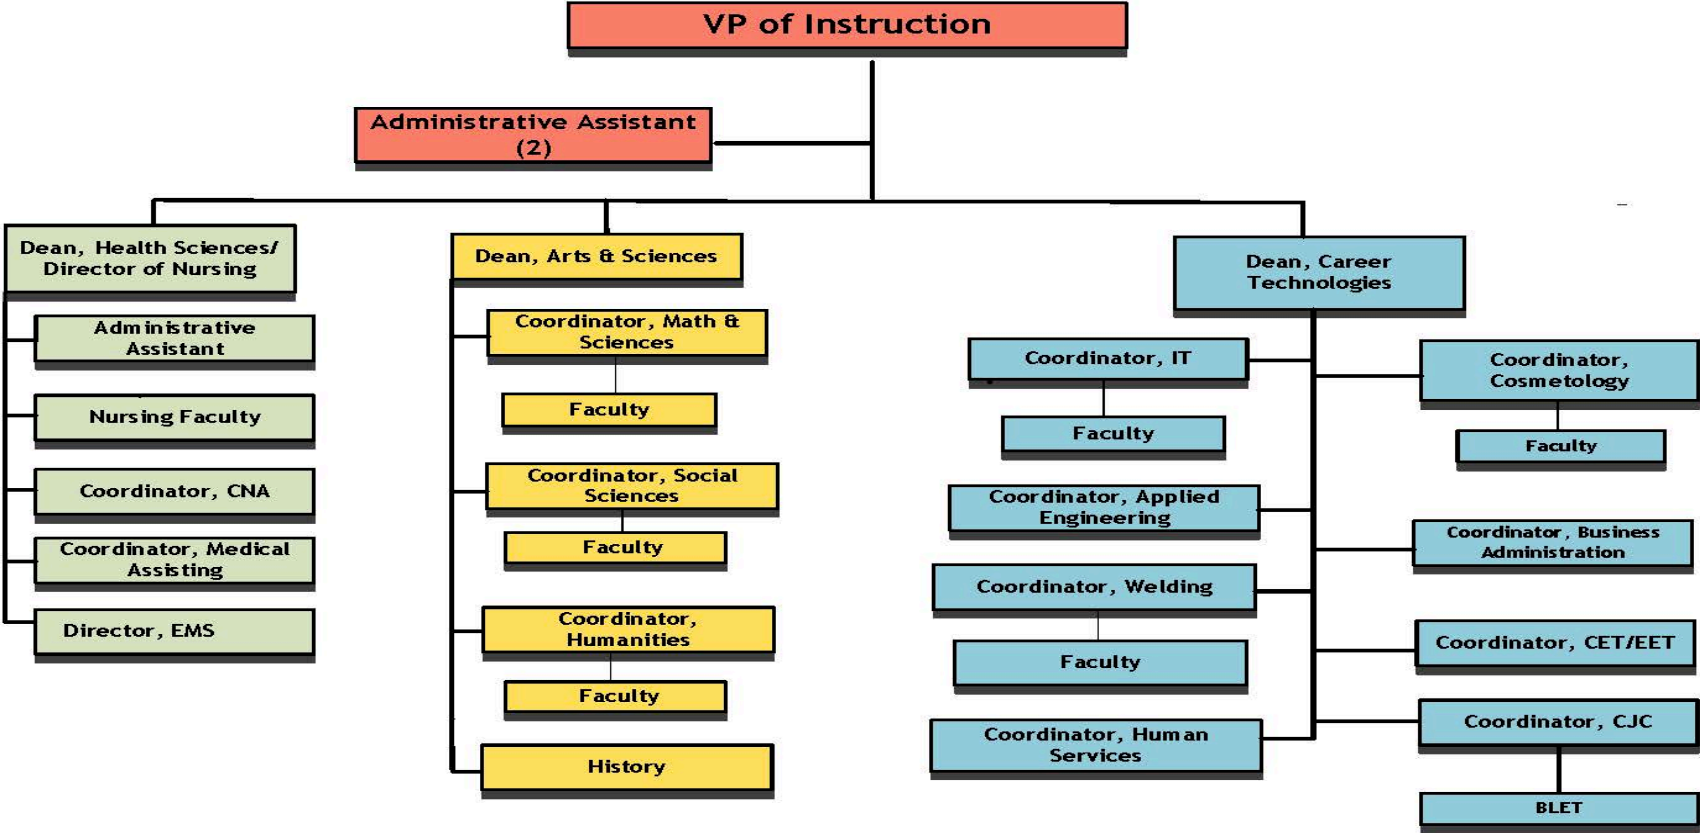 VP of Instruction
Administrative Assistant
(2)
Dean, Health Sciences/
Director of Nursing
Administrative
Assistant
Nursing Faculty
Coordinator, CNA
Coordinator, Medical
Assisting
Director, EMS
Dean, Arts & Sciences
Coordinator, Math &
Sciences
Faculty
Coordinator, Social
Sciences
Faculty
Coordinator,
Humanities
Faculty
History
Dean, Career
Technologies
Coordinator, IT
Faculty
Coordinator, Applied
Engineering
Coordinator, Welding
Faculty
Coordinator, Human
Services
Coordinator,
Cosmetology
Faculty
Coordinator, Business
Administration
Coordinator, CET/EET
Coordinator, CJC
BLET